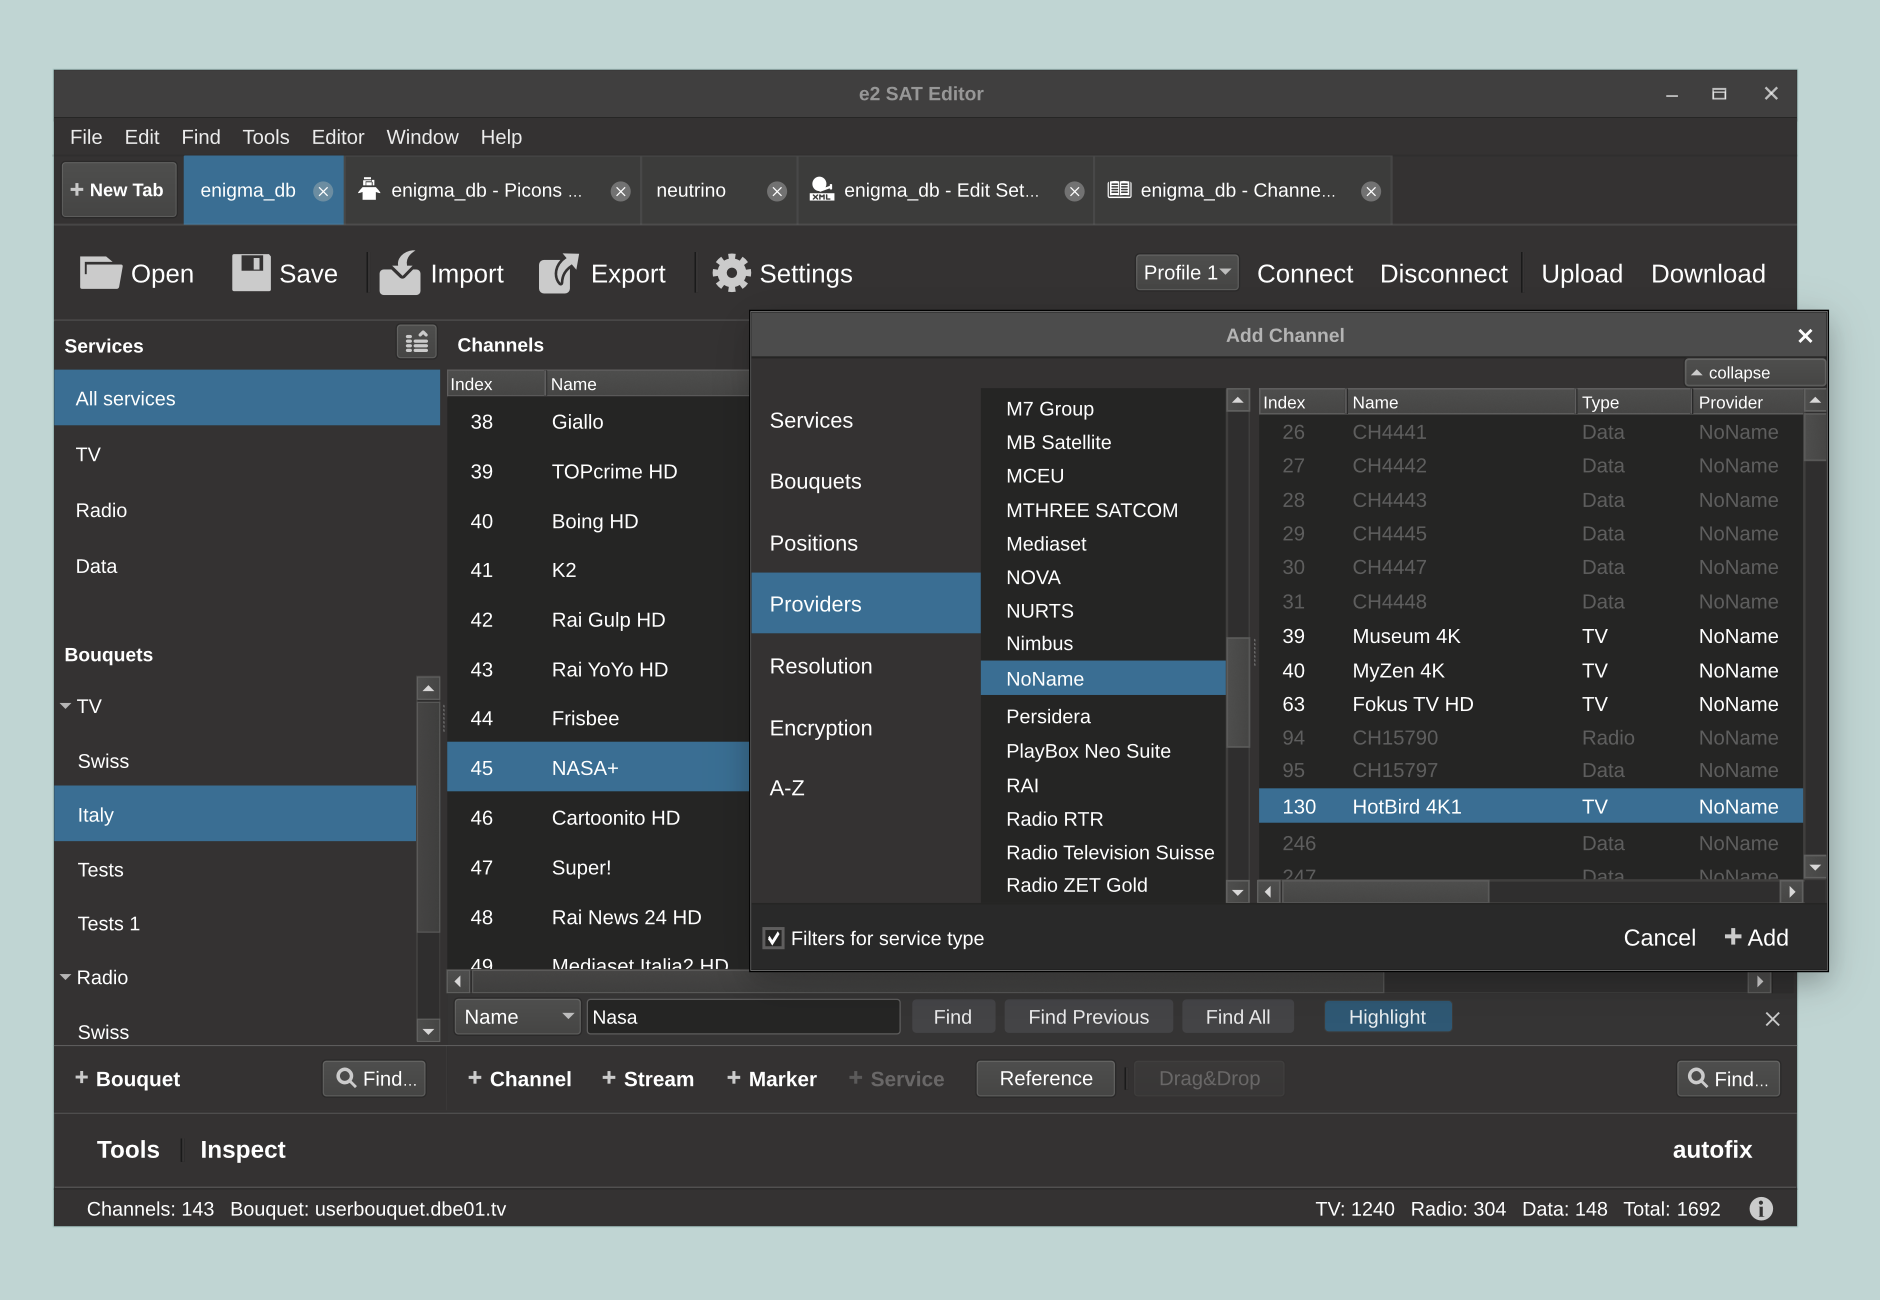 e2 SAT Editor
File Edit Find Tools Editor Window Help
+ New Tab enigma_db enigma_db - Picons ... neutrino XML enigma_db - Edit Set... enigma_db - Channe...
Open Save Import Export Settings Profile 1 Connect Disconnect Upload Download
Services
All services
TV
Radio
Data
Bouquets
TV
Swiss
Italy
Tests
Tests 1
Radio
Swiss
+ Bouquet Find...
Channels
Index Name
38 Giallo
39 TOPcrime HD
40 Boing HD
41 K2
42 Rai Gulp HD
43 Rai YoYo HD
44 Frisbee
45 NASA+
46 Cartoonito HD
47 Super!
48 Rai News 24 HD
49 Mediaset Italia2 HD
Add Channel
collapse
Services
Bouquets
Positions
Providers
Resolution
Encryption
A-Z
M7 Group
MB Satellite
MCEU
MTHREE SATCOM
Mediaset
NOVA
NURTS
Nimbus
NoName
Persidera
PlayBox Neo Suite
RAI
Radio RTR
Radio Television Suisse
Radio ZET Gold
Index Name Type Provider
26 CH4441 Data NoName
27 CH4442 Data NoName
28 CH4443 Data NoName
29 CH4445 Data NoName
30 CH4447 Data NoName
31 CH4448 Data NoName
39 Museum 4K TV NoName
40 MyZen 4K TV NoName
63 Fokus TV HD TV NoName
94 CH15790 Radio NoName
95 CH15797 Data NoName
130 HotBird 4K1 TV NoName
246 Data NoName
247 Data NoName
Filters for service type Cancel + Add
Name Nasa Find Find Previous Find All Highlight
+ Channel + Stream + Marker + Service Reference Drag&Drop Find...
Tools Inspect autofix
Channels: 143 Bouquet: userbouquet.dbe01.tv TV: 1240 Radio: 304 Data: 148 Total: 1692